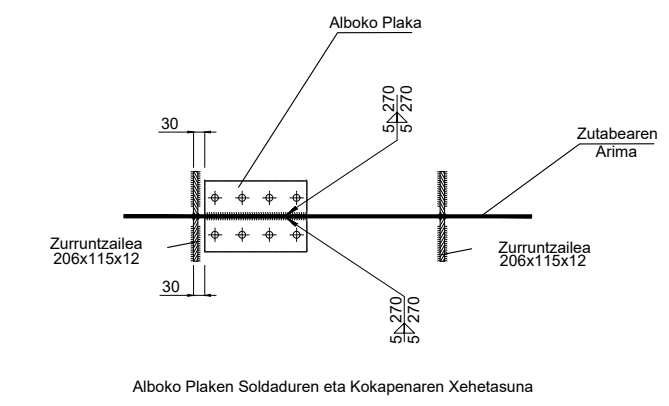 Alboko Plaka
5 270
5 270
30
Zutabearen
Arima
Zurruntzailea
206x115x12
Zurruntzailea
206x115x12
30
5 270
5 270
Alboko Plaken Soldaduren eta Kokapenaren Xehetasuna